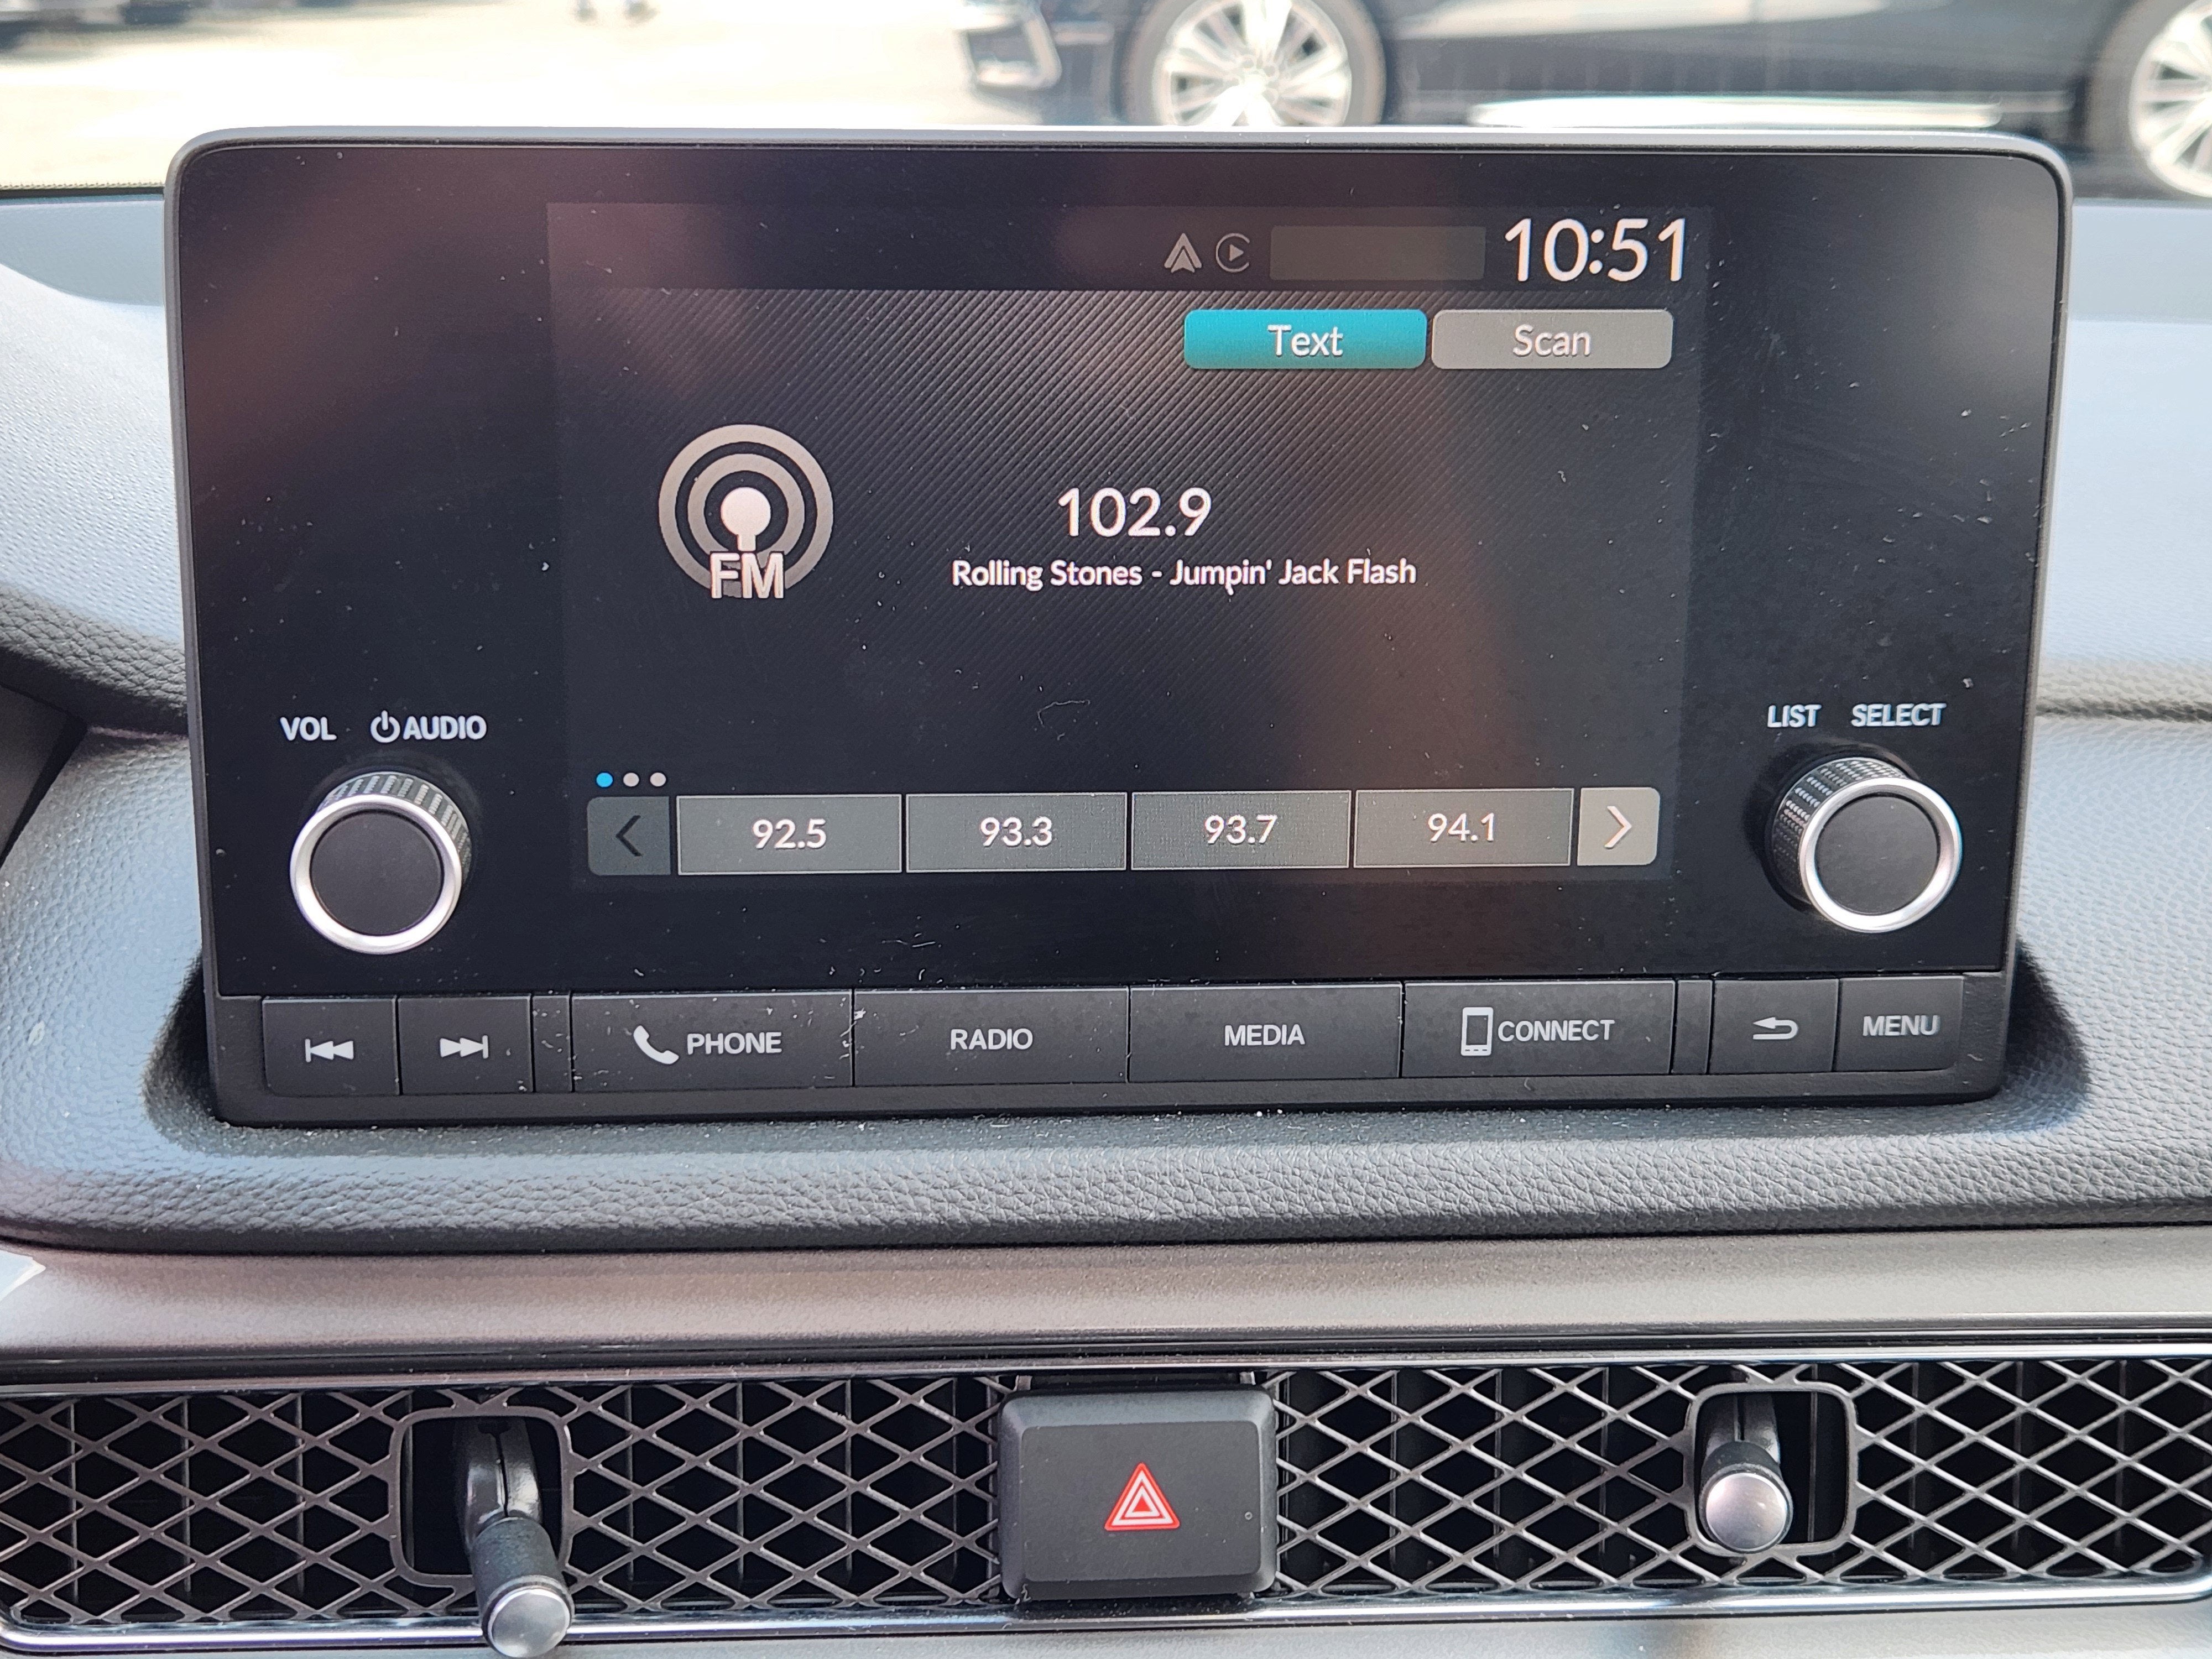 10:51
Text Scan
102.9
FM
Rolling Stones - Jumpin' Jack Flash
VOL AUDIO
LIST SELECT
92.5 93.3 93.7 94.1
PHONE RADIO MEDIA CONNECT MENU